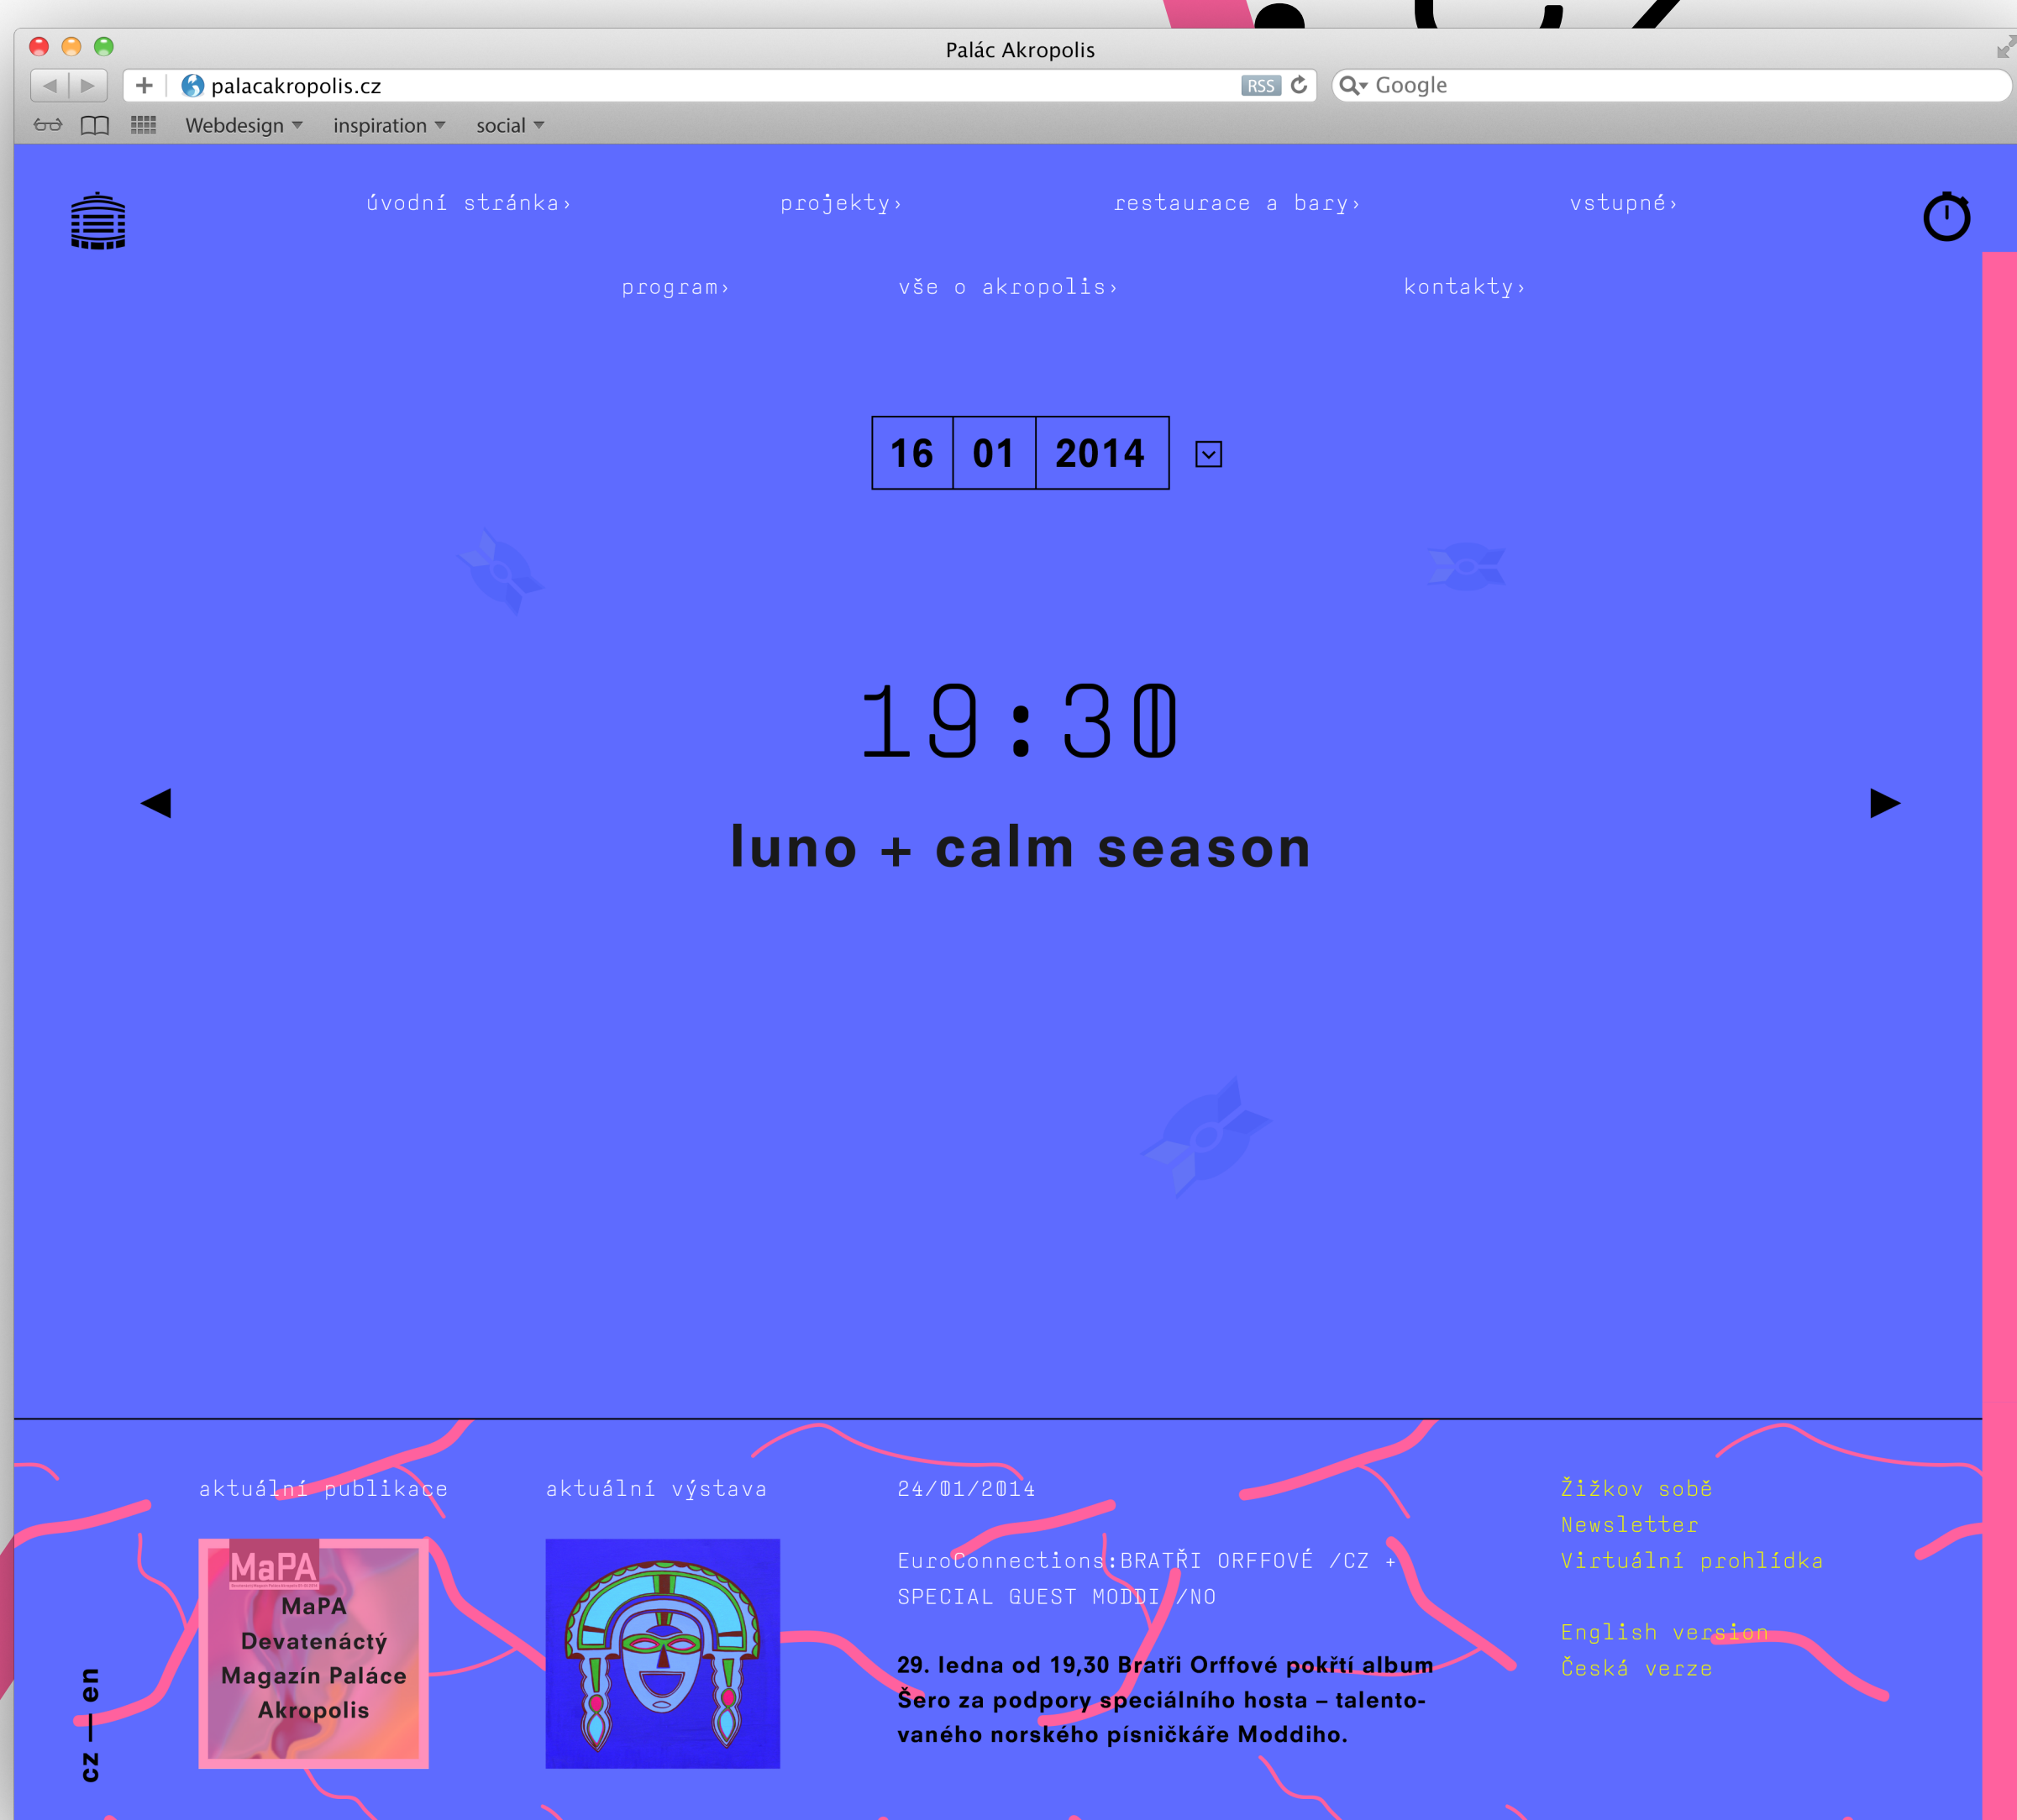 Palác Akropolis
palacakropolis.cz
RSS
Google
Webdesign
inspiration
social
úvodní stránka›
projekty›
restaurace a bary›
vstupné›
program›
vše o akropolis›
kontakty›
16 01 2014
19:30
luno + calm season
aktuální publikace
MaPA
MaPA
Devatenáctý
Magazín Paláce
Akropolis
aktuální výstava
24/01/2014
EuroConnections:BRATŘI ORFFOVÉ /CZ +
SPECIAL GUEST MODDI /NO
29. ledna od 19,30 Bratři Orffové pokřtí album
Šero za podpory speciálního hosta – talento-
vaného norského písničkáře Moddiho.
Žižkov sobě
Newsletter
Virtuální prohlídka
English version
Česká verze
cz — en